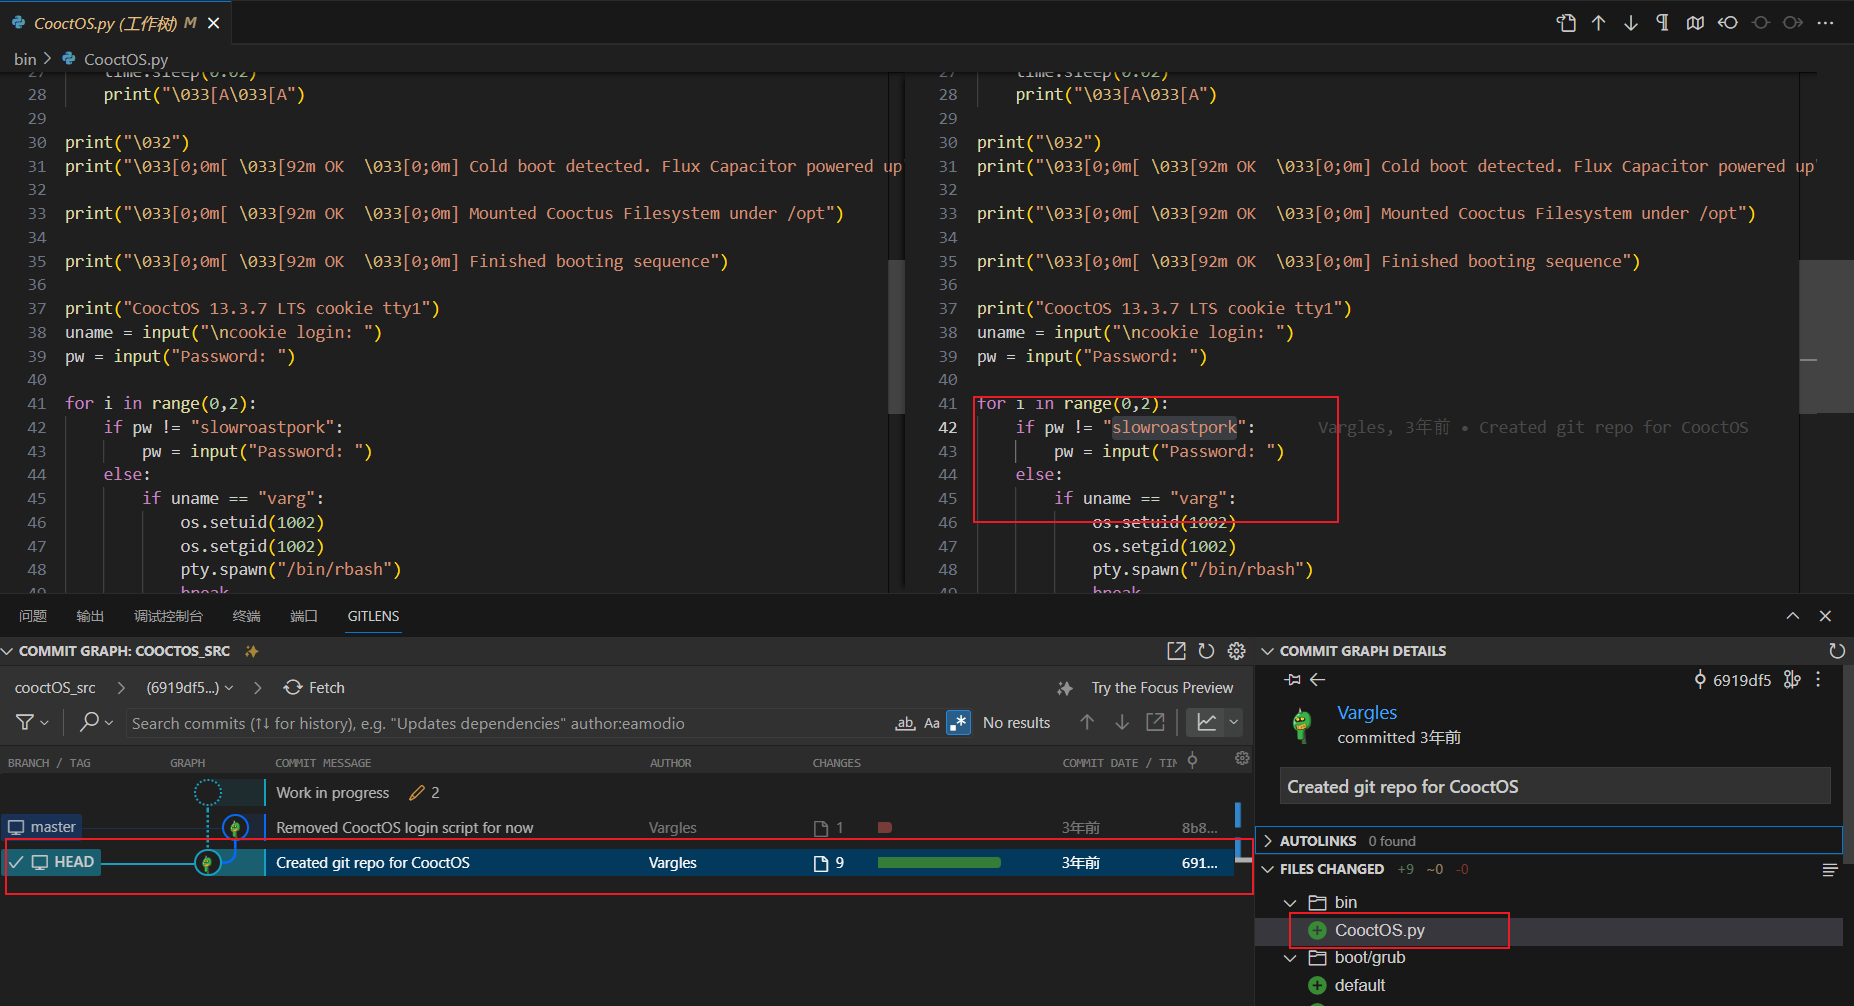 CooctOS.py (工作树) M
bin > CooctOS.py
27 time.sleep(0.02)
28 print("\033[A\033[A")
29
30 print("\032")
31 print("\033[0;0m[ \033[92m OK  \033[0;0m] Cold boot detected. Flux Capacitor powered up
32
33 print("\033[0;0m[ \033[92m OK  \033[0;0m] Mounted Cooctus Filesystem under /opt")
34
35 print("\033[0;0m[ \033[92m OK  \033[0;0m] Finished booting sequence")
36
37 print("CooctOS 13.3.7 LTS cookie tty1")
38 uname = input("\ncookie login: ")
39 pw = input("Password: ")
40
41 for i in range(0,2):
42 if pw != "slowroastpork":
43 pw = input("Password: ")
44 else:
45 if uname == "varg":
46 os.setuid(1002)
47 os.setgid(1002)
48 pty.spawn("/bin/rbash")
49 break
27 time.sleep(0.02)
28 print("\033[A\033[A")
29
30 print("\032")
31 print("\033[0;0m[ \033[92m OK  \033[0;0m] Cold boot detected. Flux Capacitor powered up"
32
33 print("\033[0;0m[ \033[92m OK  \033[0;0m] Mounted Cooctus Filesystem under /opt")
34
35 print("\033[0;0m[ \033[92m OK  \033[0;0m] Finished booting sequence")
36
37 print("CooctOS 13.3.7 LTS cookie tty1")
38 uname = input("\ncookie login: ")
39 pw = input("Password: ")
40
41 for i in range(0,2):
42 if pw != "slowroastpork": Vargles, 3年前 • Created git repo for CooctOS
43 pw = input("Password: ")
44 else:
45 if uname == "varg":
46 os.setuid(1002)
47 os.setgid(1002)
48 pty.spawn("/bin/rbash")
49 break
问题 输出 调试控制台 终端 端口 GITLENS
COMMIT GRAPH: COOCTOS_SRC
cooctOS_src > (6919df5...) > Fetch Try the Focus Preview
Search commits (↑↓ for history), e.g. "Updates dependencies" author:eamodio ab Aa .* No results
BRANCH / TAG GRAPH COMMIT MESSAGE AUTHOR CHANGES COMMIT DATE / TIM
Work in progress 2
master Removed CooctOS login script for now Vargles 1 3年前 8b8...
HEAD Created git repo for CooctOS Vargles 9 3年前 691...
COMMIT GRAPH DETAILS
6919df5
Vargles
committed 3年前
Created git repo for CooctOS
AUTOLINKS 0 found
FILES CHANGED +9 ~0 -0
bin
CooctOS.py
boot/grub
default